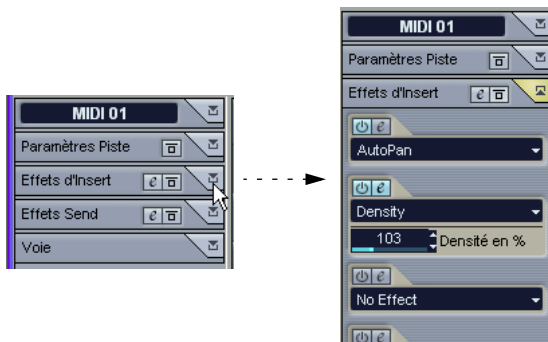 MIDI 01
Paramètres Piste
Effets d'Insert e
Effets Send e
Voie
MIDI 01
Paramètres Piste
Effets d'Insert e
e
AutoPan
e
Density
103 Densité en %
e
No Effect
e